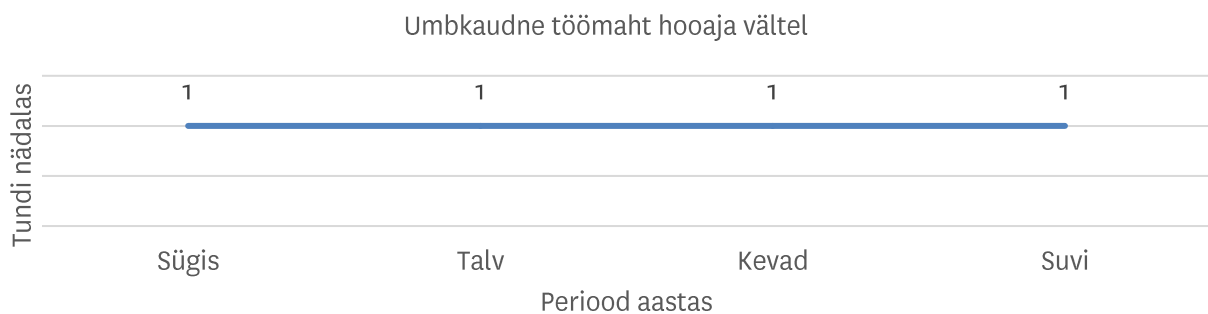 Umbkaudne töömaht hooaja vältel
Tundi nädalas
1 1 1 1
Sügis Talv Kevad Suvi
Periood aastas